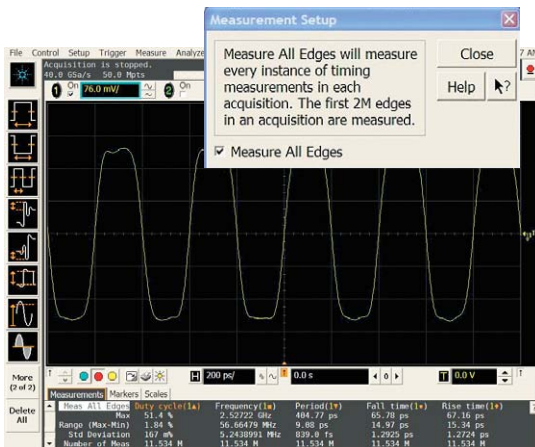 Measurement Setup
Measure All Edges will measure
every instance of timing
measurements in each
acquisition. The first 2M edges
in an acquisition are measured.
Close
Help
?
Measure All Edges
File Control Setup Trigger Measure Analyze
Acquisition is stopped.
40.0 GSa/s 50.0 Mpts
1 On 76.0 mV/ 2 On
More
(2 of 2)
Delete
All
H 200 ps/ 0.0 s 0 T 0.0 V
Measurements Markers Scales
Meas All Edges Duty cycle(1) Frequency(1) Period(1) Fall time(1) Rise time(1)
Max 51.4 % 2.52722 GHz 404.77 ps 65.78 ps 67.16 ps
Range (Max-Min) 1.84 % 56.66479 MHz 9.08 ps 14.97 ps 15.34 ps
Std Deviation 167 m% 5.2438991 MHz 839.0 fs 1.2925 ps 1.2724 ps
Number of Meas 11.534 M 11.534 M 11.534 M 11.534 M 11.534 M